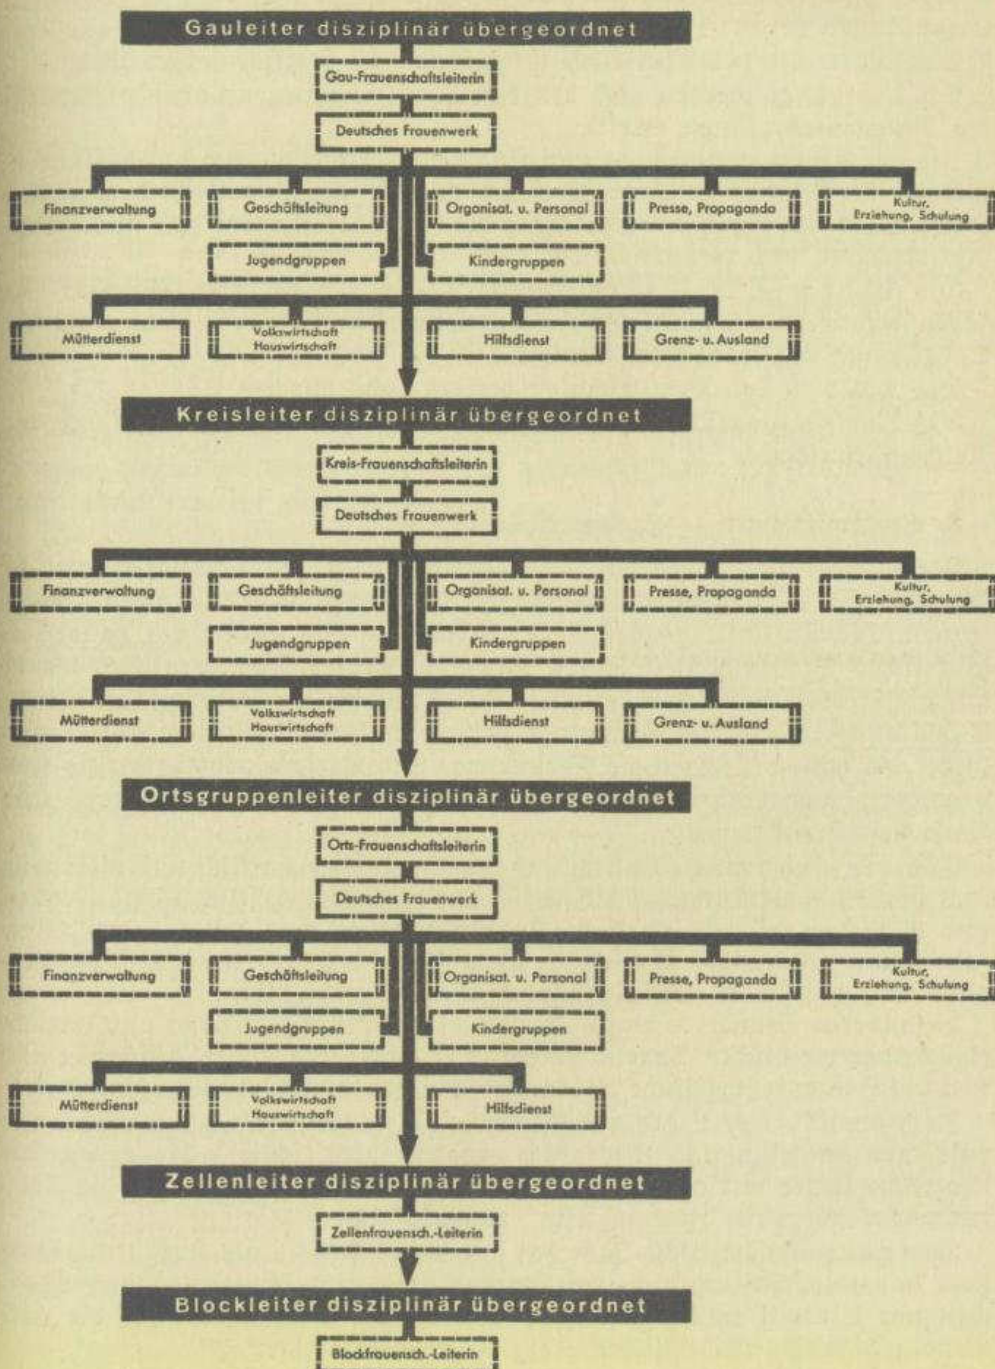 Gauleiter disziplinär übergeordnet
Gau-Frauenschaftsleiterin
Deutsches Frauenwerk
Finanzverwaltung
Geschäftsleitung
Organisat. u. Personal
Presse, Propaganda
Kultur,
Erziehung, Schulung
Jugendgruppen
Kindergruppen
Mütterdienst
Volkswirtschaft
Hauswirtschaft
Hilfsdienst
Grenz- u. Ausland
Kreisleiter disziplinär übergeordnet
Kreis-Frauenschaftsleiterin
Deutsches Frauenwerk
Finanzverwaltung
Geschäftsleitung
Organisat. u. Personal
Presse, Propaganda
Kultur,
Erziehung, Schulung
Jugendgruppen
Kindergruppen
Mütterdienst
Volkswirtschaft
Hauswirtschaft
Hilfsdienst
Grenz- u. Ausland
Ortsgruppenleiter disziplinär übergeordnet
Orts-Frauenschaftsleiterin
Deutsches Frauenwerk
Finanzverwaltung
Geschäftsleitung
Organisat. u. Personal
Presse, Propaganda
Kultur,
Erziehung, Schulung
Jugendgruppen
Kindergruppen
Mütterdienst
Volkswirtschaft
Hauswirtschaft
Hilfsdienst
Zellenleiter disziplinär übergeordnet
Zellenfrauensch.-Leiterin
Blockleiter disziplinär übergeordnet
Blockfrauensch.-Leiterin